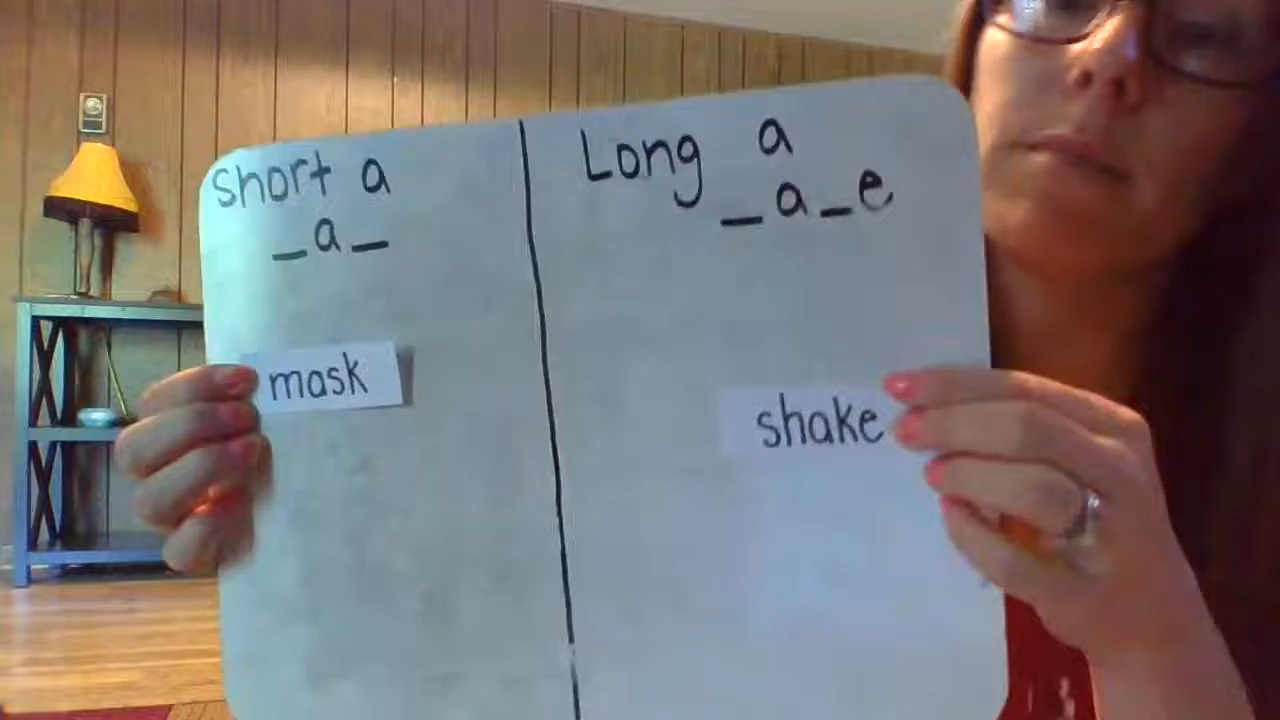 Short a
_a_
mask
Long a
_a_e
shake